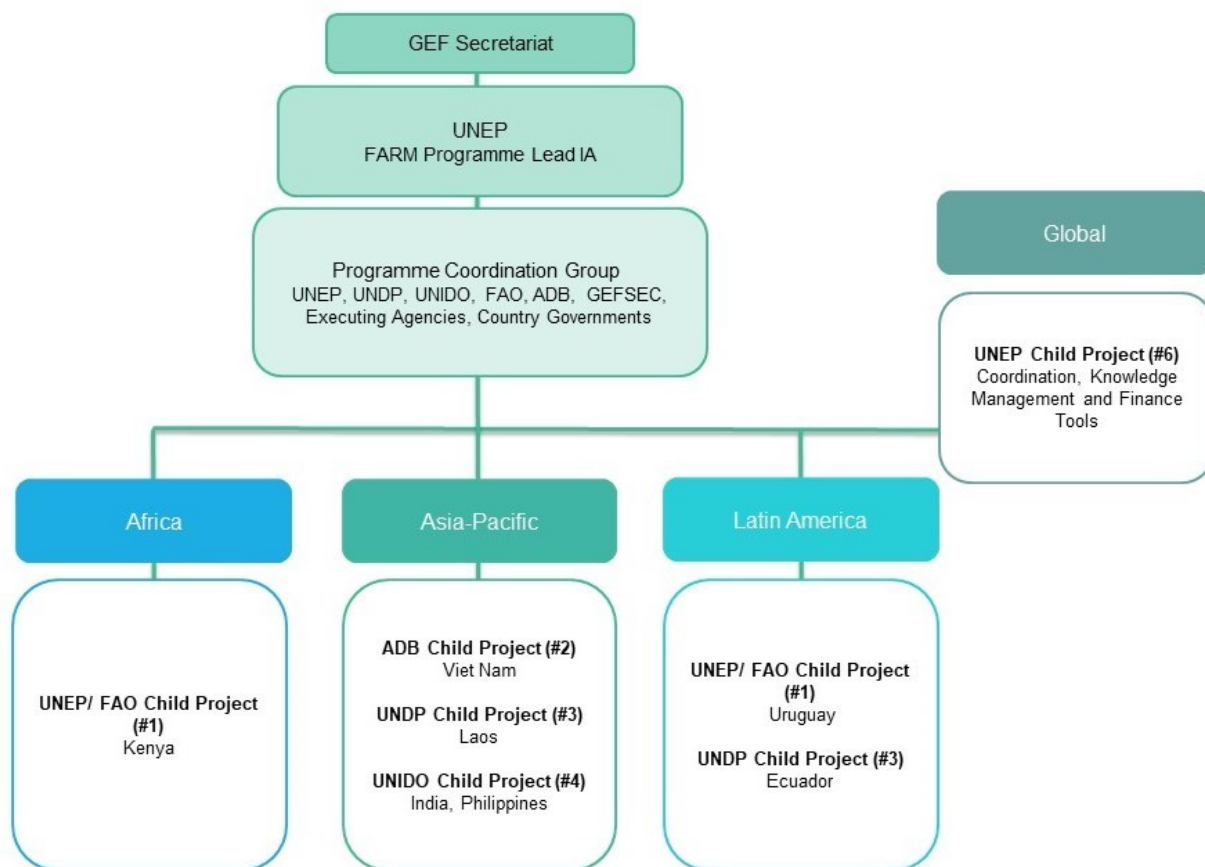 GEF Secretariat
UNEP
FARM Programme Lead IA
Programme Coordination Group
UNEP, UNDP, UNIDO, FAO, ADB, GEFSEC,
Executing Agencies, Country Governments
Global
UNEP Child Project (#6)
Coordination, Knowledge
Management and Finance
Tools
Africa
UNEP/ FAO Child Project
(#1)
Kenya
Asia-Pacific
ADB Child Project (#2)
Viet Nam
UNDP Child Project (#3)
Laos
UNIDO Child Project (#4)
India, Philippines
Latin America
UNEP/ FAO Child Project
(#1)
Uruguay
UNDP Child Project (#3)
Ecuador